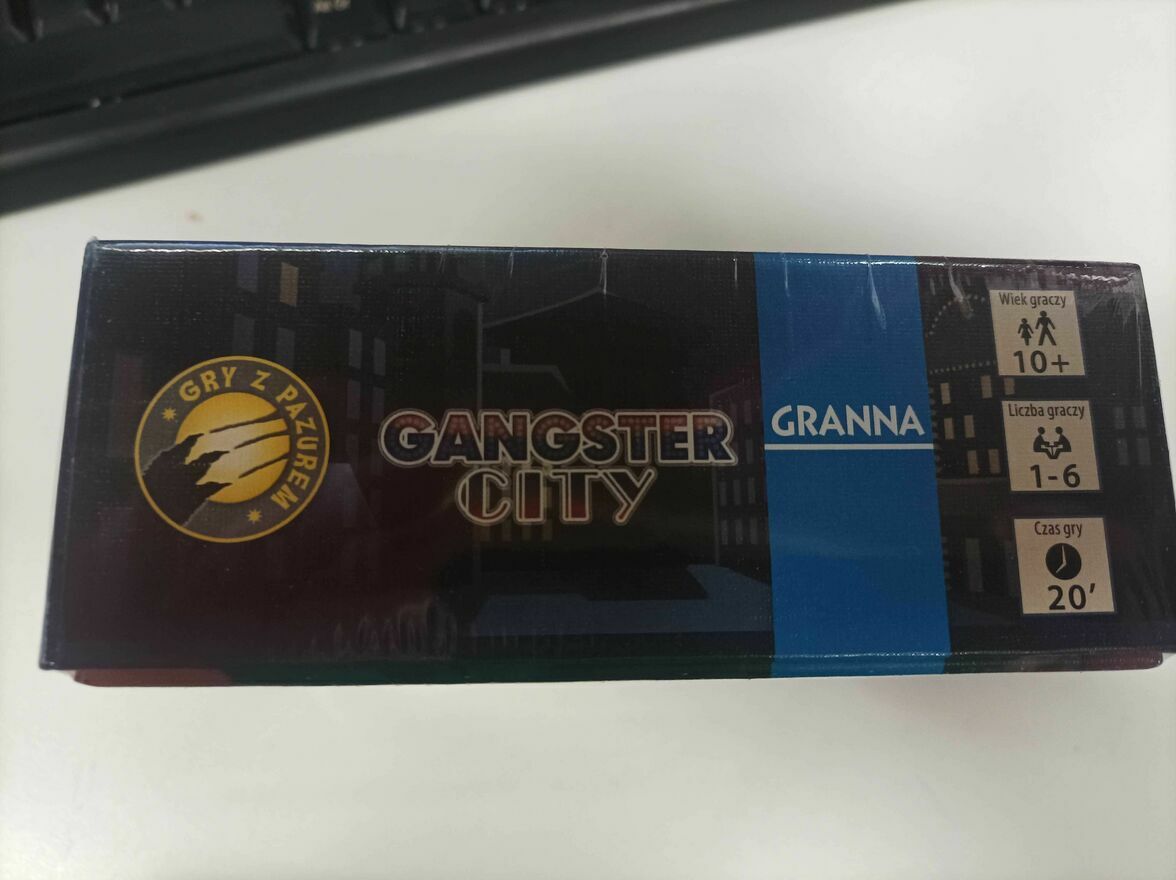 GRY Z PAZUREM
GANGSTER
CITY
GRANNA
Wiek graczy
10+
Liczba graczy
1-6
Czas gry
20'